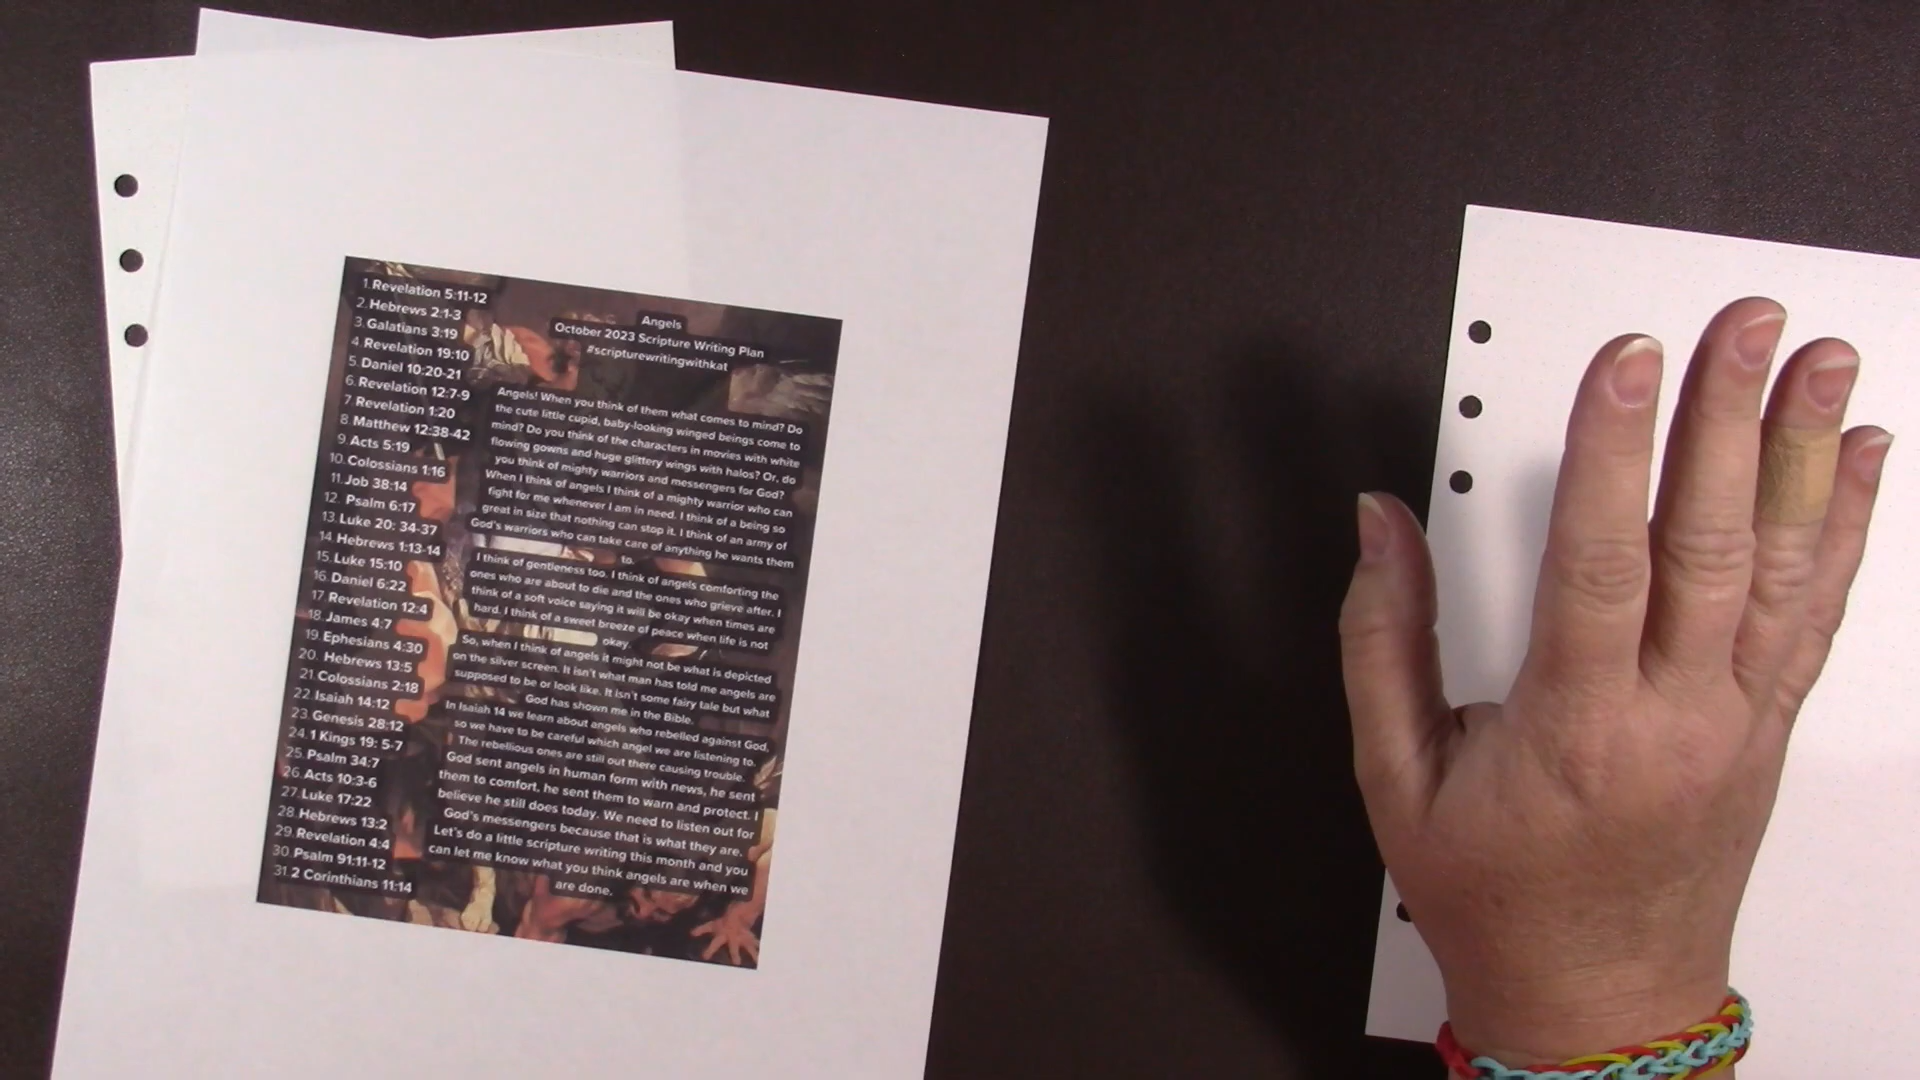 1. Revelation 5:11-12
2. Hebrews 2:1-3
3. Galatians 3:19
4. Revelation 19:10
5. Daniel 10:20-21
6. Revelation 12:7-9
7. Revelation 1:20
8. Matthew 12:38-42
9. Acts 5:19
10. Colossians 1:16
11. Job 38:14
12. Psalm 6:17
13. Luke 20: 34-37
14. Hebrews 1:13-14
15. Luke 15:10
16. Daniel 6:22
17. Revelation 12:4
18. James 4:7
19. Ephesians 4:30
20. Hebrews 13:5
21. Colossians 2:18
22. Isaiah 14:12
23. Genesis 28:12
24. 1 Kings 19: 5-7
25. Psalm 34:7
26. Acts 10:3-6
27. Luke 17:22
28. Hebrews 13:2
29. Revelation 4:4
30. Psalm 91:11-12
31. 2 Corinthians 11:14
Angels
October 2023 Scripture Writing Plan
#scripturewritingwithkat
Angels! When you think of them what comes to mind? Do
the cute little cupid, baby-looking winged beings come to
mind? Do you think of the characters in movies with white
flowing gowns and huge glittery wings with halos? Or, do
you think of mighty warriors and messengers for God?
When I think of angels I think of a mighty warrior who can
fight for me whenever I am in need. I think of a being so
great in size that nothing can stop it. I think of an army of
God's warriors who can take care of anything he wants them
to.
I think of gentleness too. I think of angels comforting the
ones who are about to die and the ones who grieve after. I
think of a soft voice saying it will be okay when times are
hard. I think of a sweet breeze of peace when life is not
okay.
So, when I think of angels it might not be what is depicted
on the silver screen. It isn't what man has told me angels are
supposed to be or look like. It isn't some fairy tale but what
God has shown me in the Bible.
In Isaiah 14 we learn about angels who rebelled against God,
so we have to be careful which angel we are listening to.
The rebellious ones are still out there causing trouble.
God sent angels in human form with news, he sent
them to comfort, he sent them to warn and protect. I
believe he still does today. We need to listen out for
God's messengers because that is what they are.
Let's do a little scripture writing this month and you
can let me know what you think angels are when we
are done.